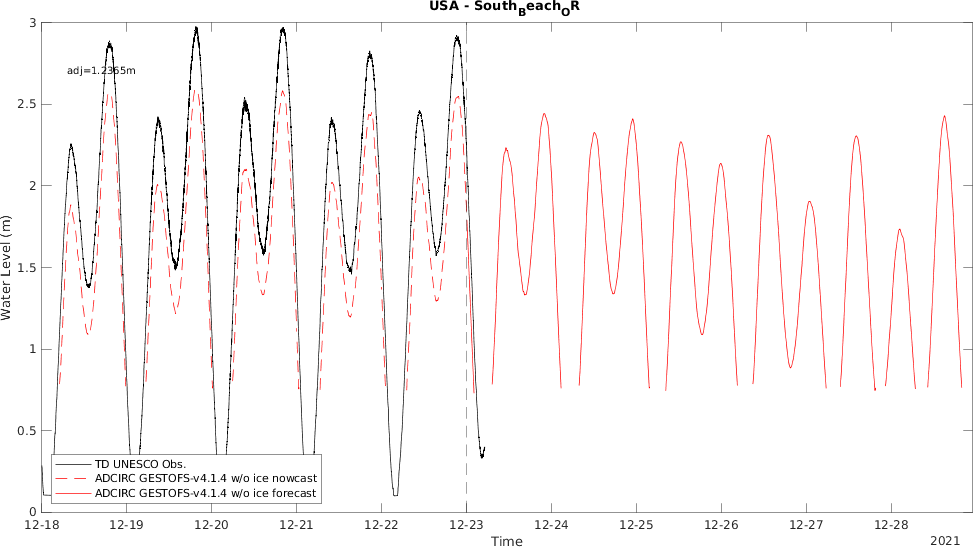 USA - SouthBeachOR
3
adj=1.2365m
2.5
2
1.5
1
0.5
0
Water Level (m)
TD UNESCO Obs.
ADCIRC GESTOFS-v4.1.4 w/o ice nowcast
ADCIRC GESTOFS-v4.1.4 w/o ice forecast
12-18 12-19 12-20 12-21 12-22 12-23 12-24 12-25 12-26 12-27 12-28
Time
2021